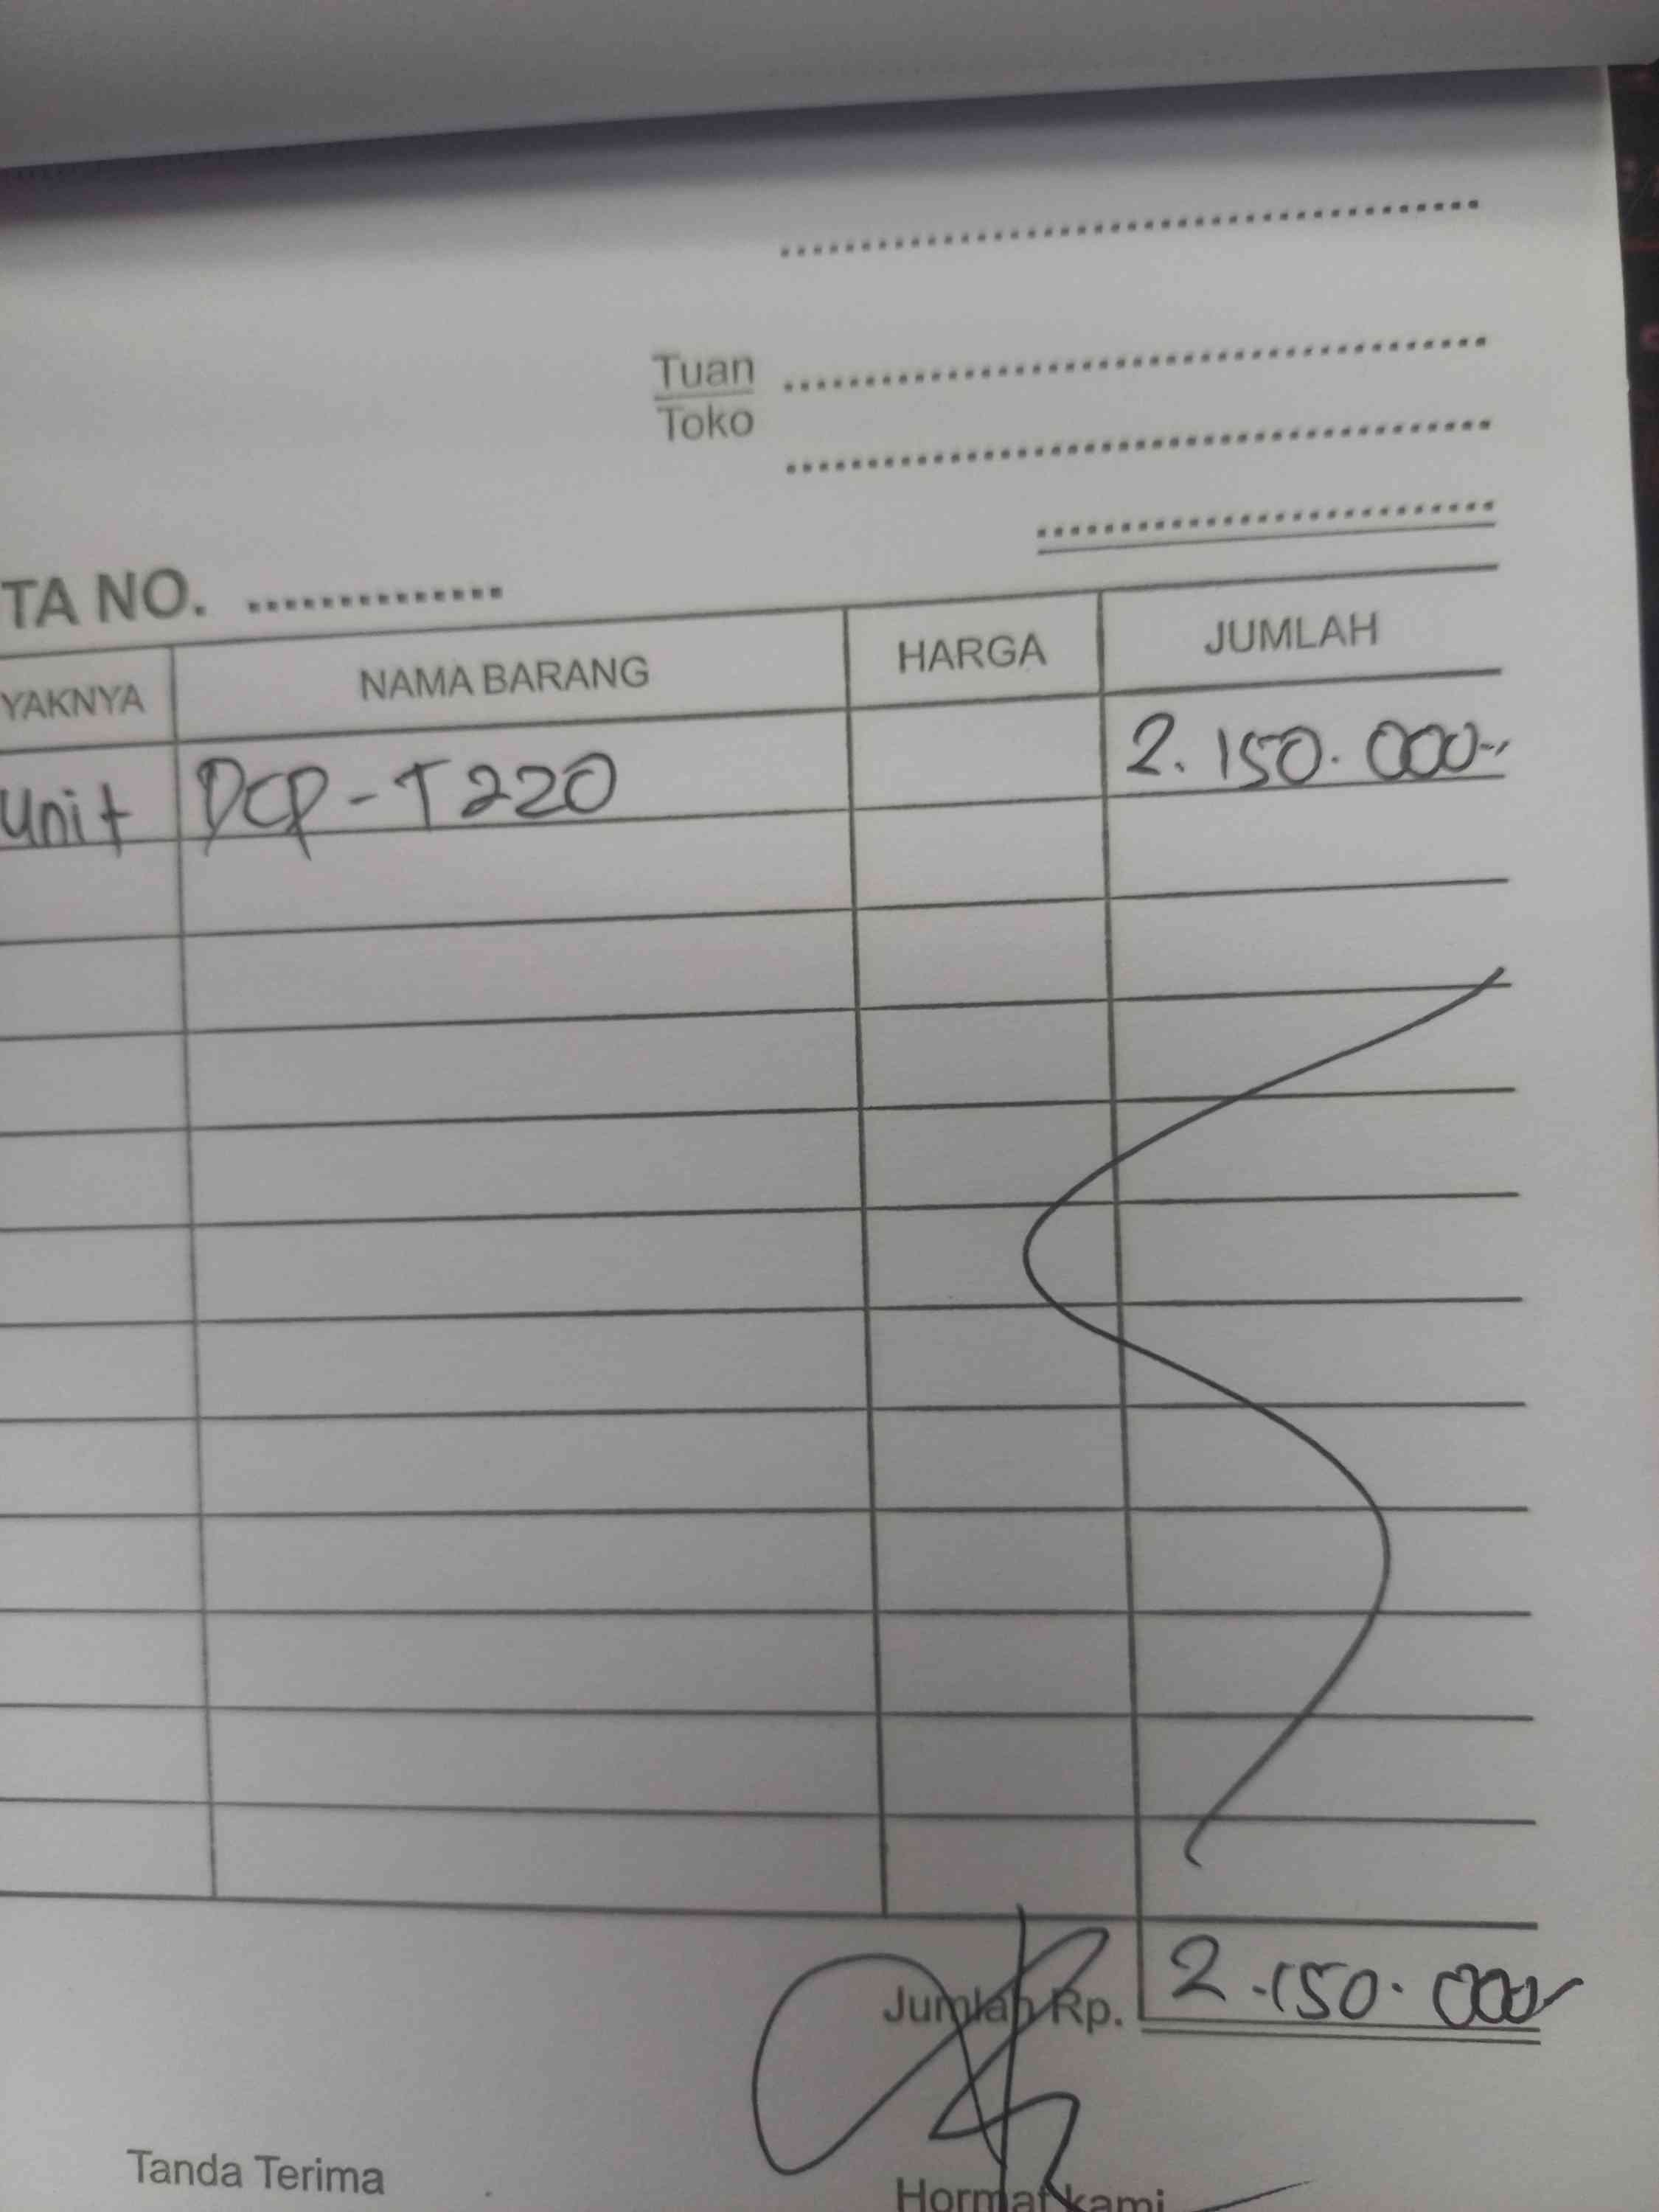 Tuan
Toko
TA NO. ..............
YAKNYA NAMA BARANG HARGA JUMLAH
Unit DCP-T220 2.150.000-,
Jumlah Rp. 2.150.000,-
Tanda Terima Hormat kami